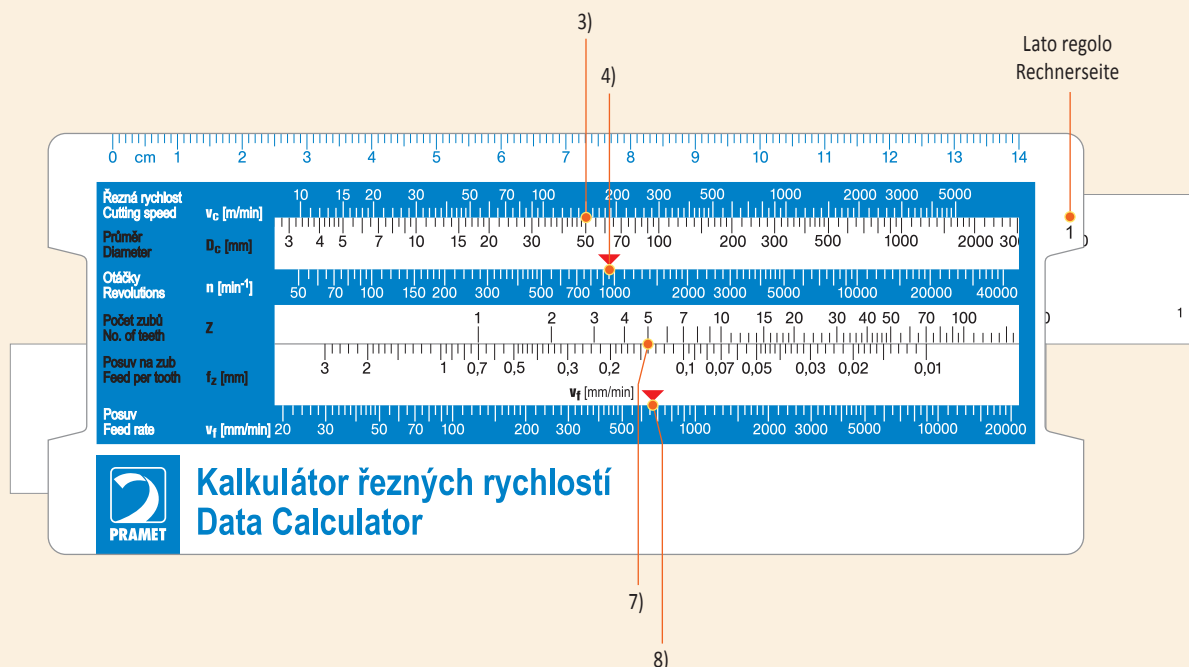 3)
4)
Lato regolo
Rechnerseite
0 cm 1 2 3 4 5 6 7 8 9 10 11 12 13 14
Řezná rychlost
Cutting speed vc [m/min] 10 15 20 30 50 70 100 200 300 500 1000 2000 3000 5000
Průměr
Diameter Dc [mm] 3 4 5 7 10 15 20 30 50 70 100 200 300 500 1000 2000 300
1
Otáčky
Revolutions n [min-1] 50 70 100 150 200 300 500 700 1000 2000 3000 5000 10000 20000 40000
Počet zubů
No. of teeth Z 1 2 3 4 5 7 10 15 20 30 40 50 70 100
1
Posuv na zub
Feed per tooth fz [mm] 3 2 1 0,7 0,5 0,3 0,2 0,1 0,07 0,05 0,03 0,02 0,01
vf [mm/min]
Posuv
Feed rate vf [mm/min] 20 30 50 70 100 200 300 500 1000 2000 3000 5000 10000 20000
PRAMET
Kalkulátor řezných rychlostí
Data Calculator
7)
8)